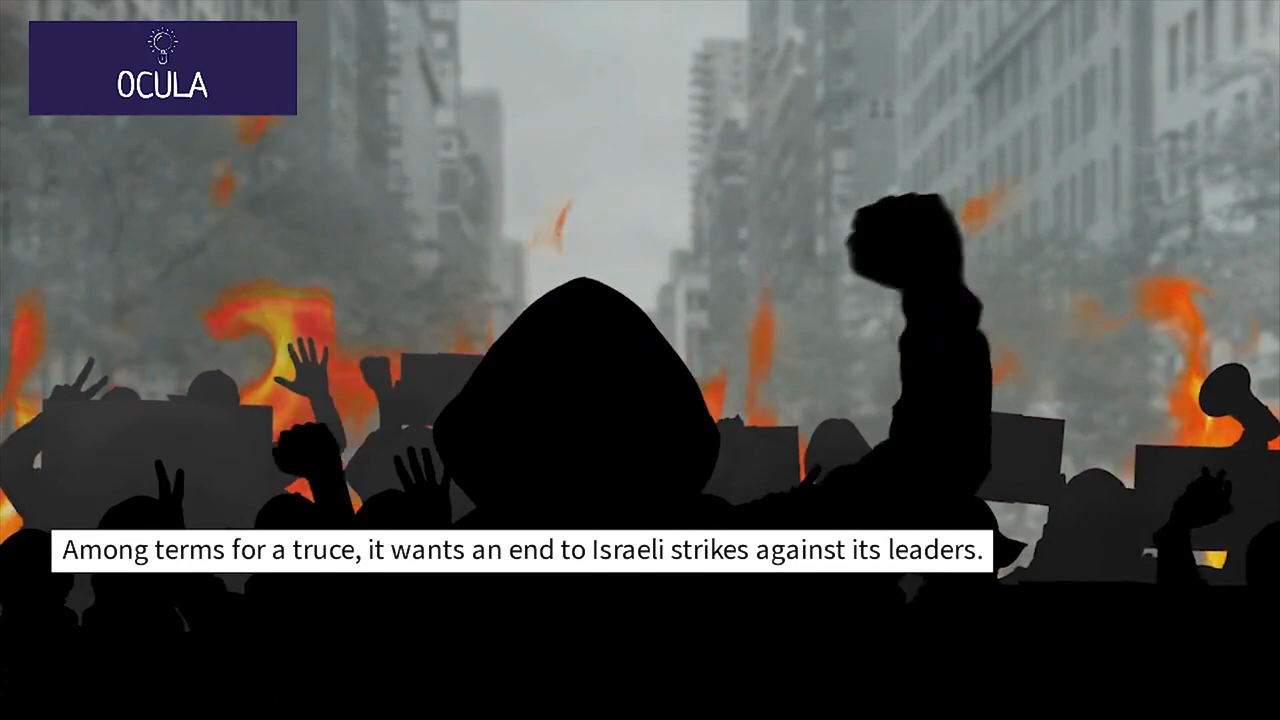 OCULA
Among terms for a truce, it wants an end to Israeli strikes against its leaders.